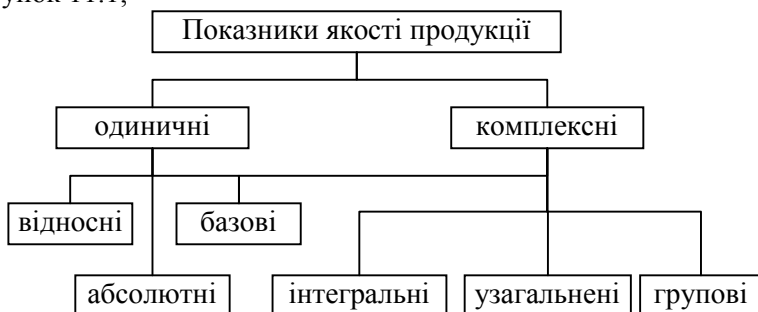 унок 11.1,
Показники якості продукції
одиничні
комплексні
відносні
базові
абсолютні
інтегральні
узагальнені
групові